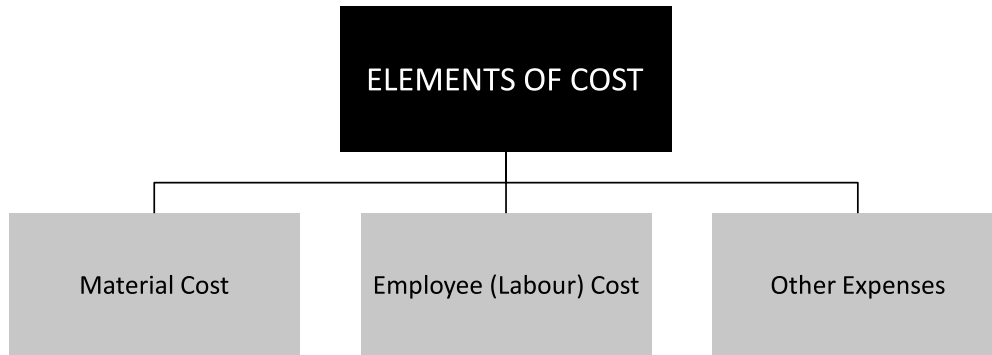 ELEMENTS OF COST
Material Cost
Employee (Labour) Cost
Other Expenses